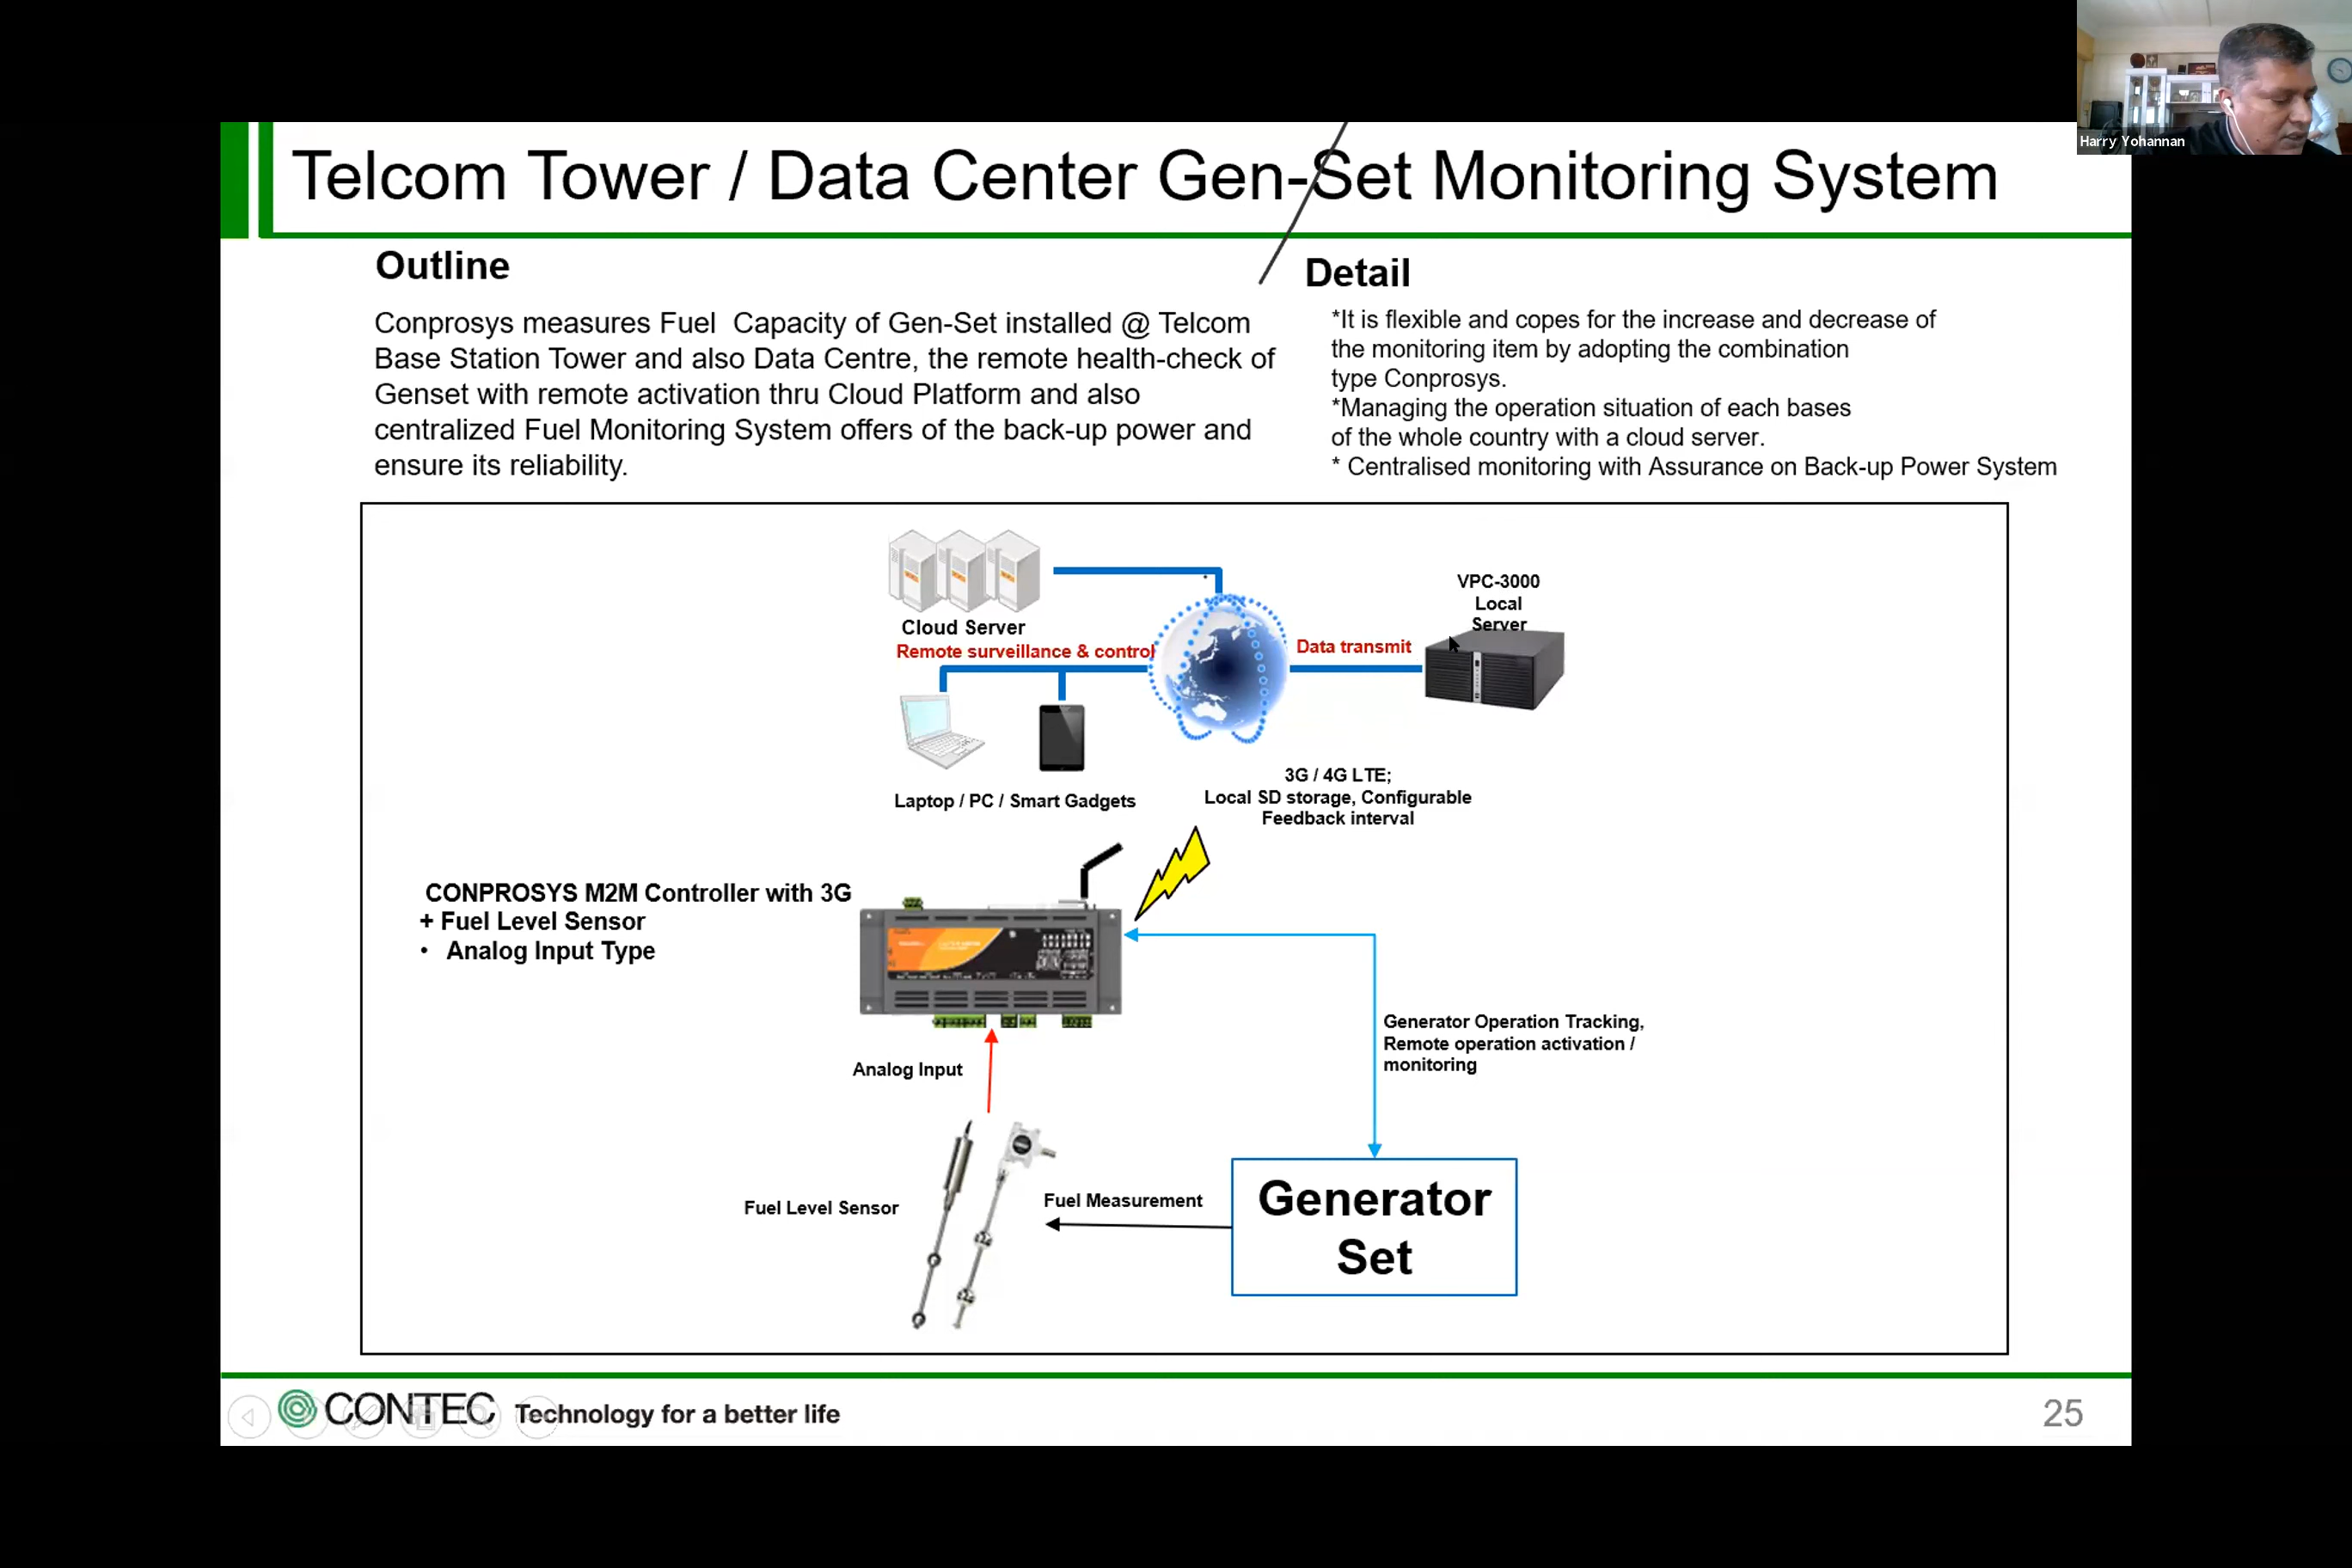 Harry Yohannan
Telcom Tower / Data Center Gen-Set Monitoring System
Outline
Conprosys measures Fuel  Capacity of Gen-Set installed @ Telcom
Base Station Tower and also Data Centre, the remote health-check of
Genset with remote activation thru Cloud Platform and also
centralized Fuel Monitoring System offers of the back-up power and
ensure its reliability.
Detail
*It is flexible and copes for the increase and decrease of
the monitoring item by adopting the combination
type Conprosys.
*Managing the operation situation of each bases
of the whole country with a cloud server.
* Centralised monitoring with Assurance on Back-up Power System
Cloud Server
Remote surveillance & control
Data transmit
VPC-3000
Local
Server
Laptop / PC / Smart Gadgets
3G / 4G LTE;
Local SD storage, Configurable
Feedback interval
CONPROSYS M2M Controller with 3G
+ Fuel Level Sensor
• Analog Input Type
Analog Input
Generator Operation Tracking,
Remote operation activation /
monitoring
Fuel Level Sensor
Fuel Measurement
Generator
Set
CONTEC Technology for a better life
25